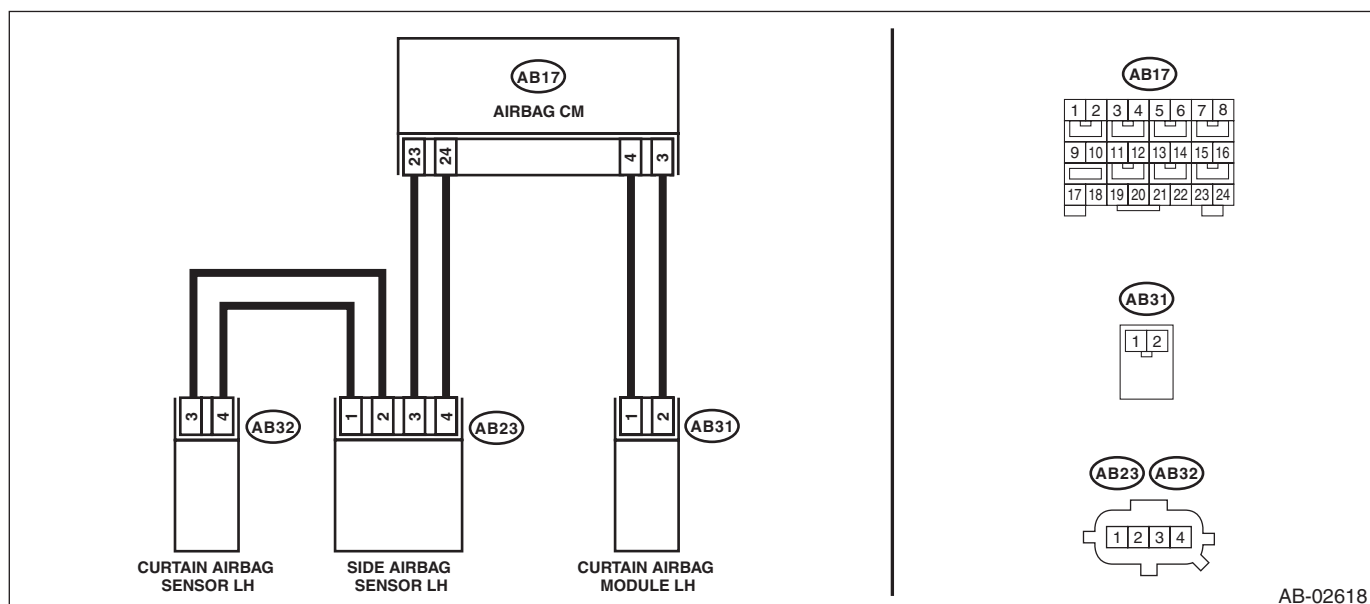 AB17
AIRBAG CM
23 24 4 3
3 4 AB32 1 2 3 4 AB23 1 2 AB31
CURTAIN AIRBAG
SENSOR LH
SIDE AIRBAG
SENSOR LH
CURTAIN AIRBAG
MODULE LH
AB17
1 2 3 4 5 6 7 8
9 10 11 12 13 14 15 16
17 18 19 20 21 22 23 24
AB31
1 2
AB23 AB32
1 2 3 4
AB-02618